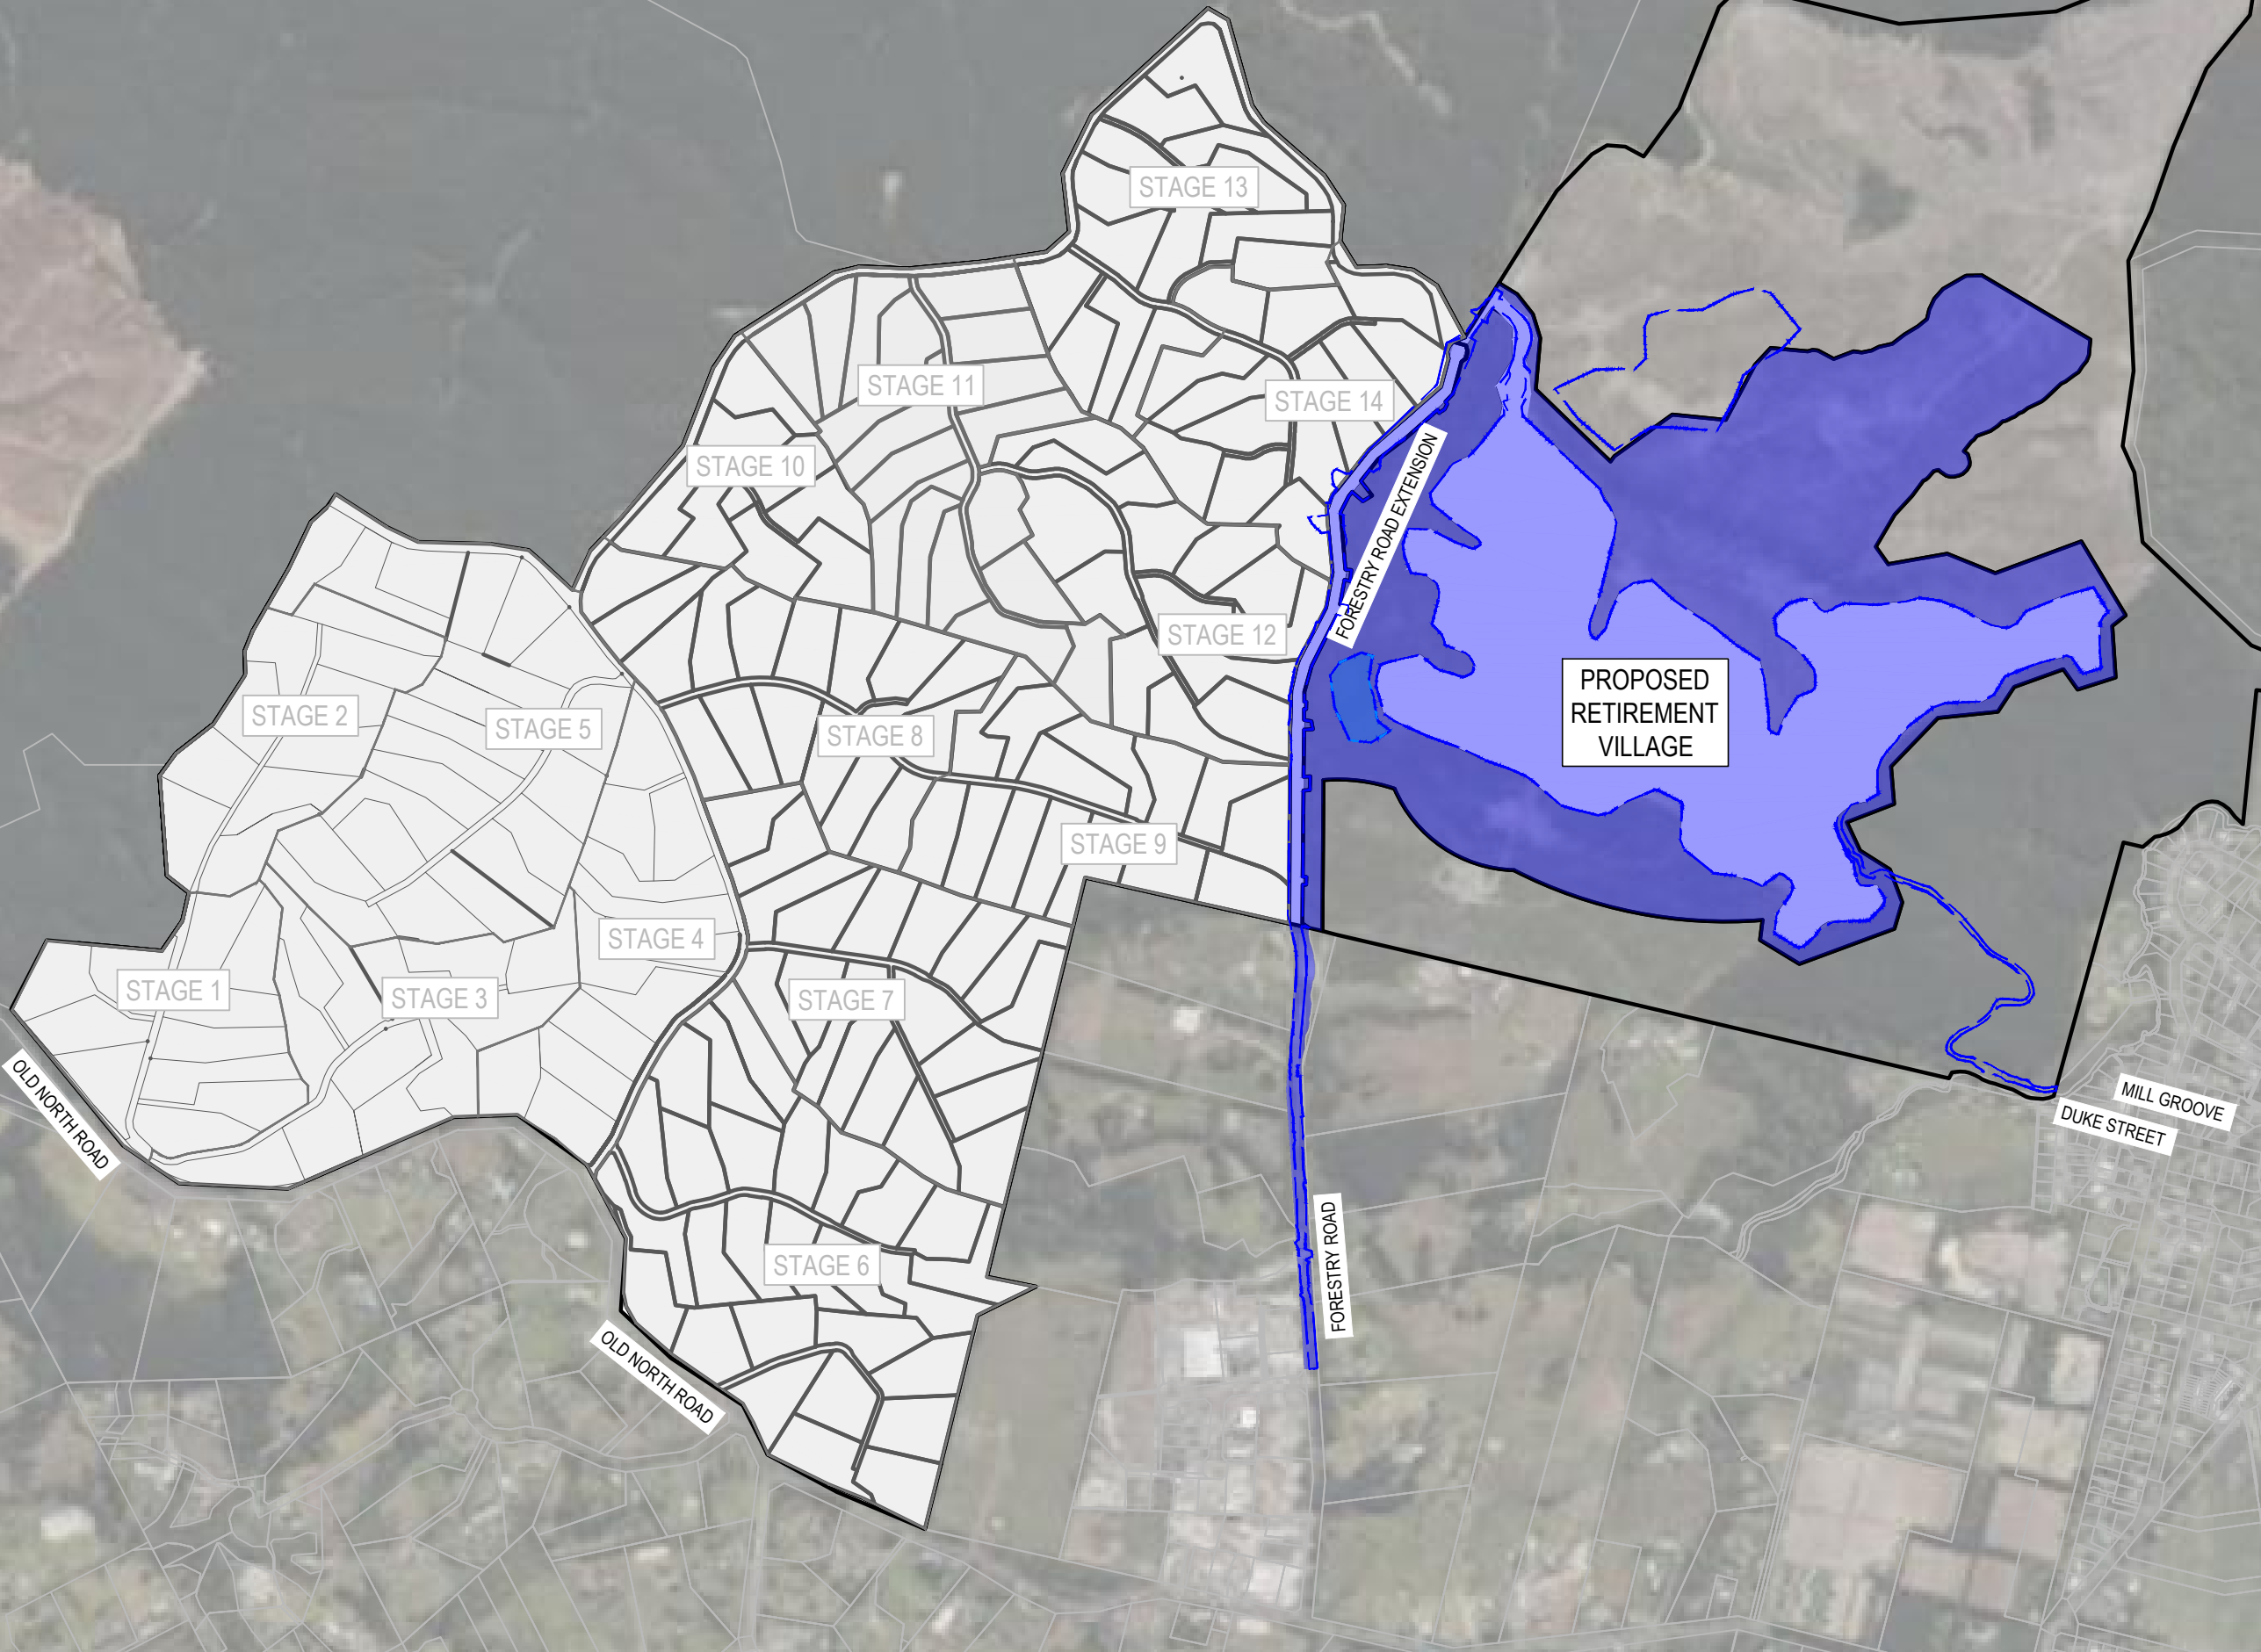 STAGE 13
STAGE 11
STAGE 14
STAGE 10
FORESTRY ROAD EXTENSION
STAGE 12
STAGE 2
STAGE 5
STAGE 8
PROPOSED
RETIREMENT
VILLAGE
STAGE 9
STAGE 4
STAGE 1
STAGE 3
STAGE 7
OLD NORTH ROAD
MILL GROOVE
DUKE STREET
FORESTRY ROAD
STAGE 6
OLD NORTH ROAD